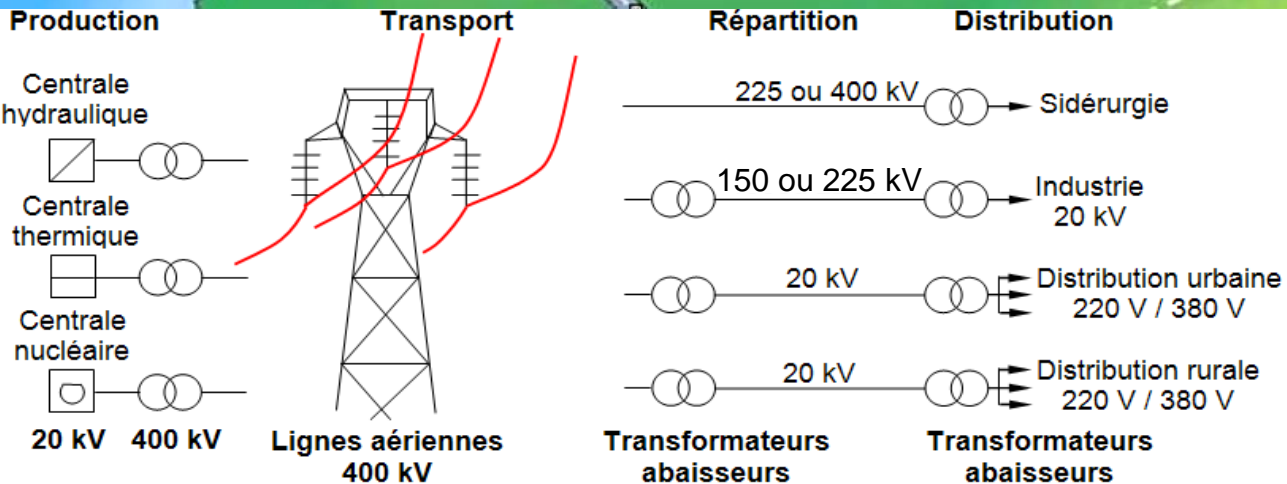 Production
Transport
Répartition
Distribution
Centrale
hydraulique
Centrale
thermique
Centrale
nucléaire
20 kV
400 kV
Lignes aériennes
400 kV
225 ou 400 kV
Sidérurgie
150 ou 225 kV
Industrie
20 kV
20 kV
Distribution urbaine
220 V / 380 V
20 kV
Distribution rurale
220 V / 380 V
Transformateurs
abaisseurs
Transformateurs
abaisseurs